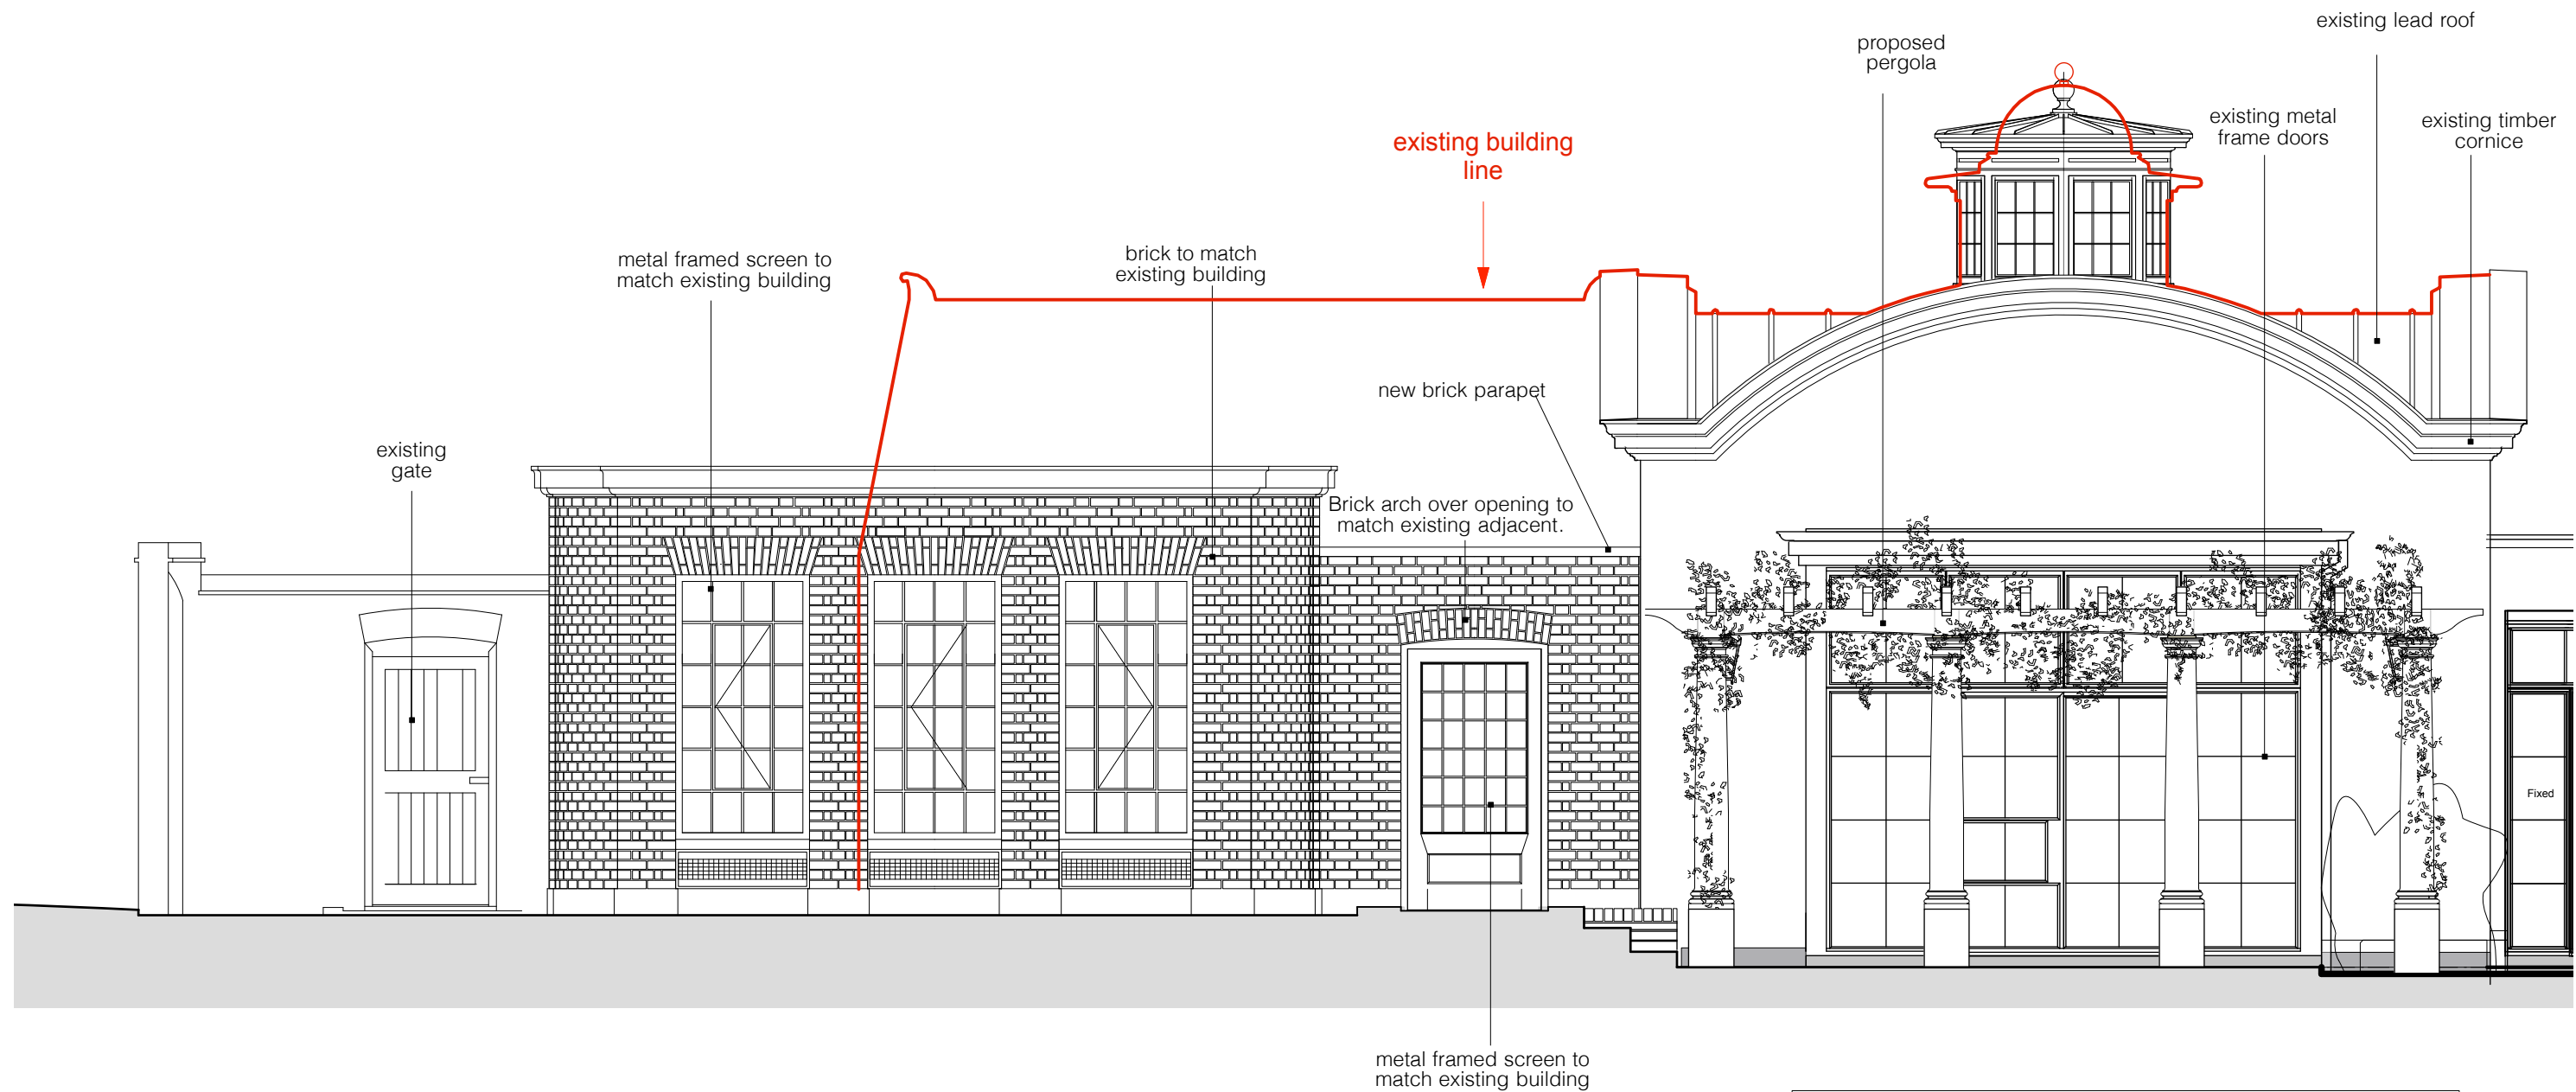 existing lead roof
proposed
pergola
existing metal
frame doors
existing timber
cornice
existing building
line
metal framed screen to
match existing building
brick to match
existing building
new brick parapet
existing
gate
Brick arch over opening to
match existing adjacent.
Fixed
metal framed screen to
match existing building